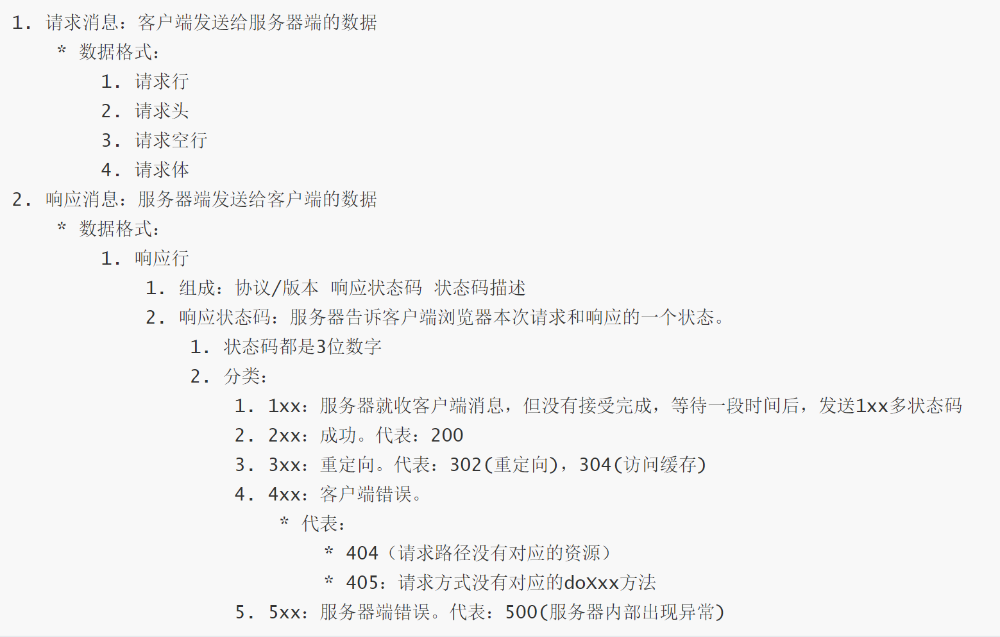 1. 请求消息：客户端发送给服务器端的数据
* 数据格式：
1. 请求行
2. 请求头
3. 请求空行
4. 请求体
2. 响应消息：服务器端发送给客户端的数据
* 数据格式：
1. 响应行
1. 组成：协议/版本 响应状态码 状态码描述
2. 响应状态码：服务器告诉客户端浏览器本次请求和响应的一个状态。
1. 状态码都是3位数字
2. 分类：
1. 1xx：服务器就收客户端消息，但没有接受完成，等待一段时间后，发送1xx多状态码
2. 2xx：成功。代表：200
3. 3xx：重定向。代表：302(重定向)，304(访问缓存)
4. 4xx：客户端错误。
* 代表：
* 404（请求路径没有对应的资源）
* 405：请求方式没有对应的doXxx方法
5. 5xx：服务器端错误。代表：500(服务器内部出现异常)